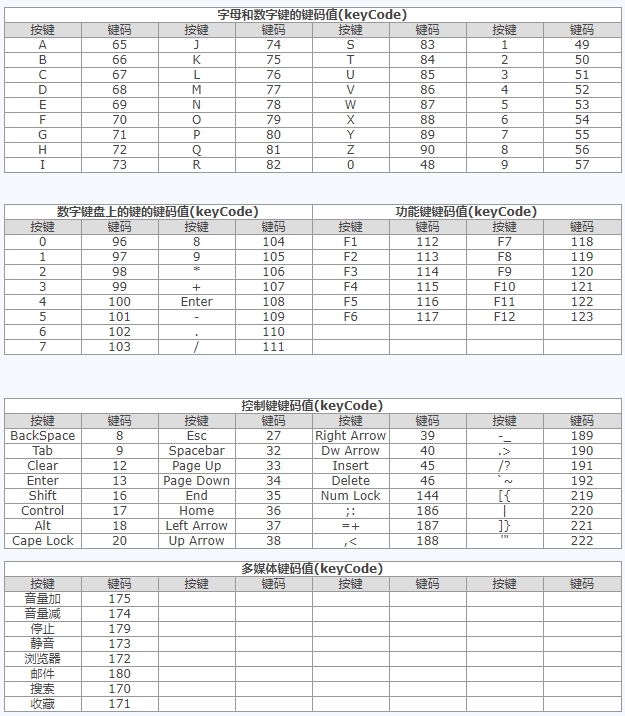 字母和数字键的键码值(keyCode)
按键 键码 按键 键码 按键 键码 按键 键码
A 65 J 74 S 83 1 49
B 66 K 75 T 84 2 50
C 67 L 76 U 85 3 51
D 68 M 77 V 86 4 52
E 69 N 78 W 87 5 53
F 70 O 79 X 88 6 54
G 71 P 80 Y 89 7 55
H 72 Q 81 Z 90 8 56
I 73 R 82 0 48 9 57
数字键盘上的键的键码值(keyCode) 功能键键码值(keyCode)
按键 键码 按键 键码 按键 键码 按键 键码
0 96 8 104 F1 112 F7 118
1 97 9 105 F2 113 F8 119
2 98 * 106 F3 114 F9 120
3 99 + 107 F4 115 F10 121
4 100 Enter 108 F5 116 F11 122
5 101 - 109 F6 117 F12 123
6 102 . 110
7 103 / 111
控制键键码值(keyCode)
按键 键码 按键 键码 按键 键码 按键 键码
BackSpace 8 Esc 27 Right Arrow 39 -_ 189
Tab 9 Spacebar 32 Dw Arrow 40 .> 190
Clear 12 Page Up 33 Insert 45 /? 191
Enter 13 Page Down 34 Delete 46 `~ 192
Shift 16 End 35 Num Lock 144 [{ 219
Control 17 Home 36 ;: 186 | 220
Alt 18 Left Arrow 37 =+ 187 ]} 221
Cape Lock 20 Up Arrow 38 ,< 188 '" 222
多媒体键码值(keyCode)
按键 键码 按键 键码 按键 键码 按键 键码
音量加 175
音量减 174
停止 179
静音 173
浏览器 172
邮件 180
搜索 170
收藏 171